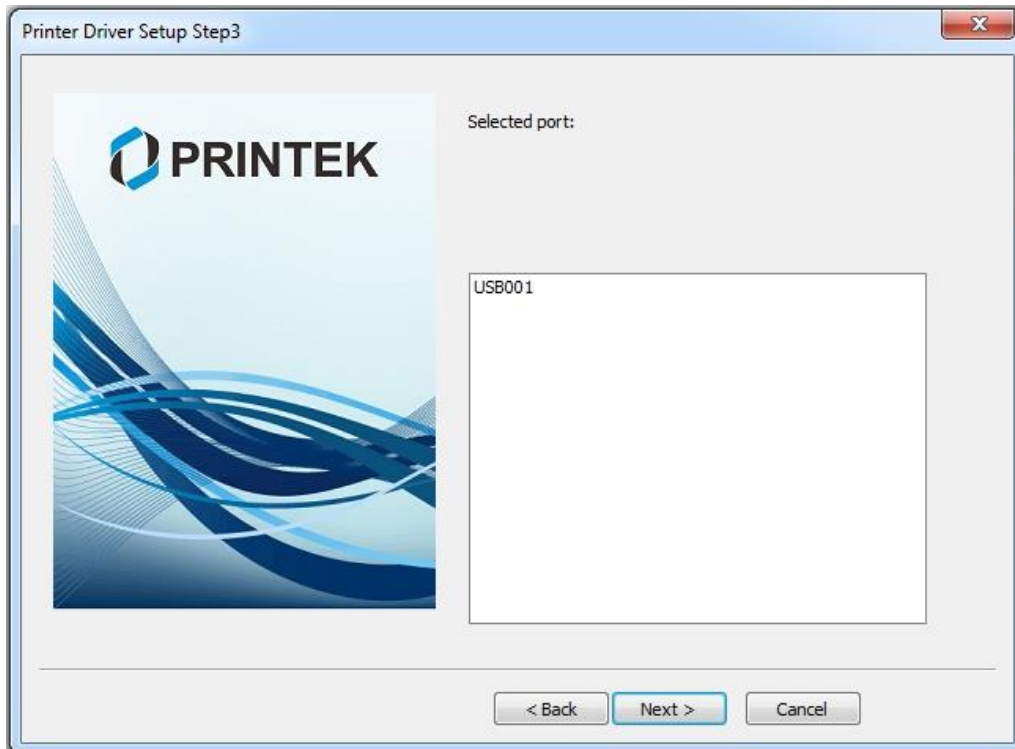 Printer Driver Setup Step3
PRINTEK
Selected port:
USB001
< Back
Next >
Cancel